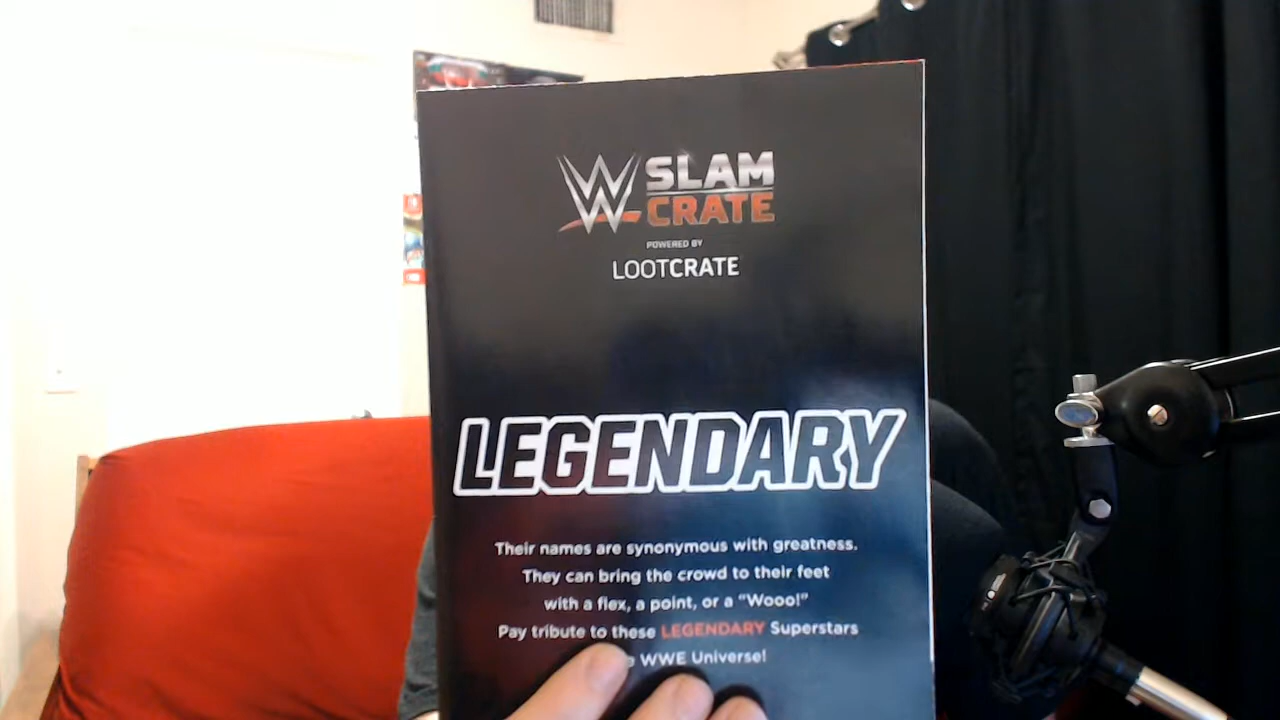 W SLAM
CRATE
POWERED BY
LOOTCRATE
LEGENDARY
Their names are synonymous with greatness.
They can bring the crowd to their feet
with a flex, a point, or a "Wooo!"
Pay tribute to these LEGENDARY Superstars
WWE Universe!